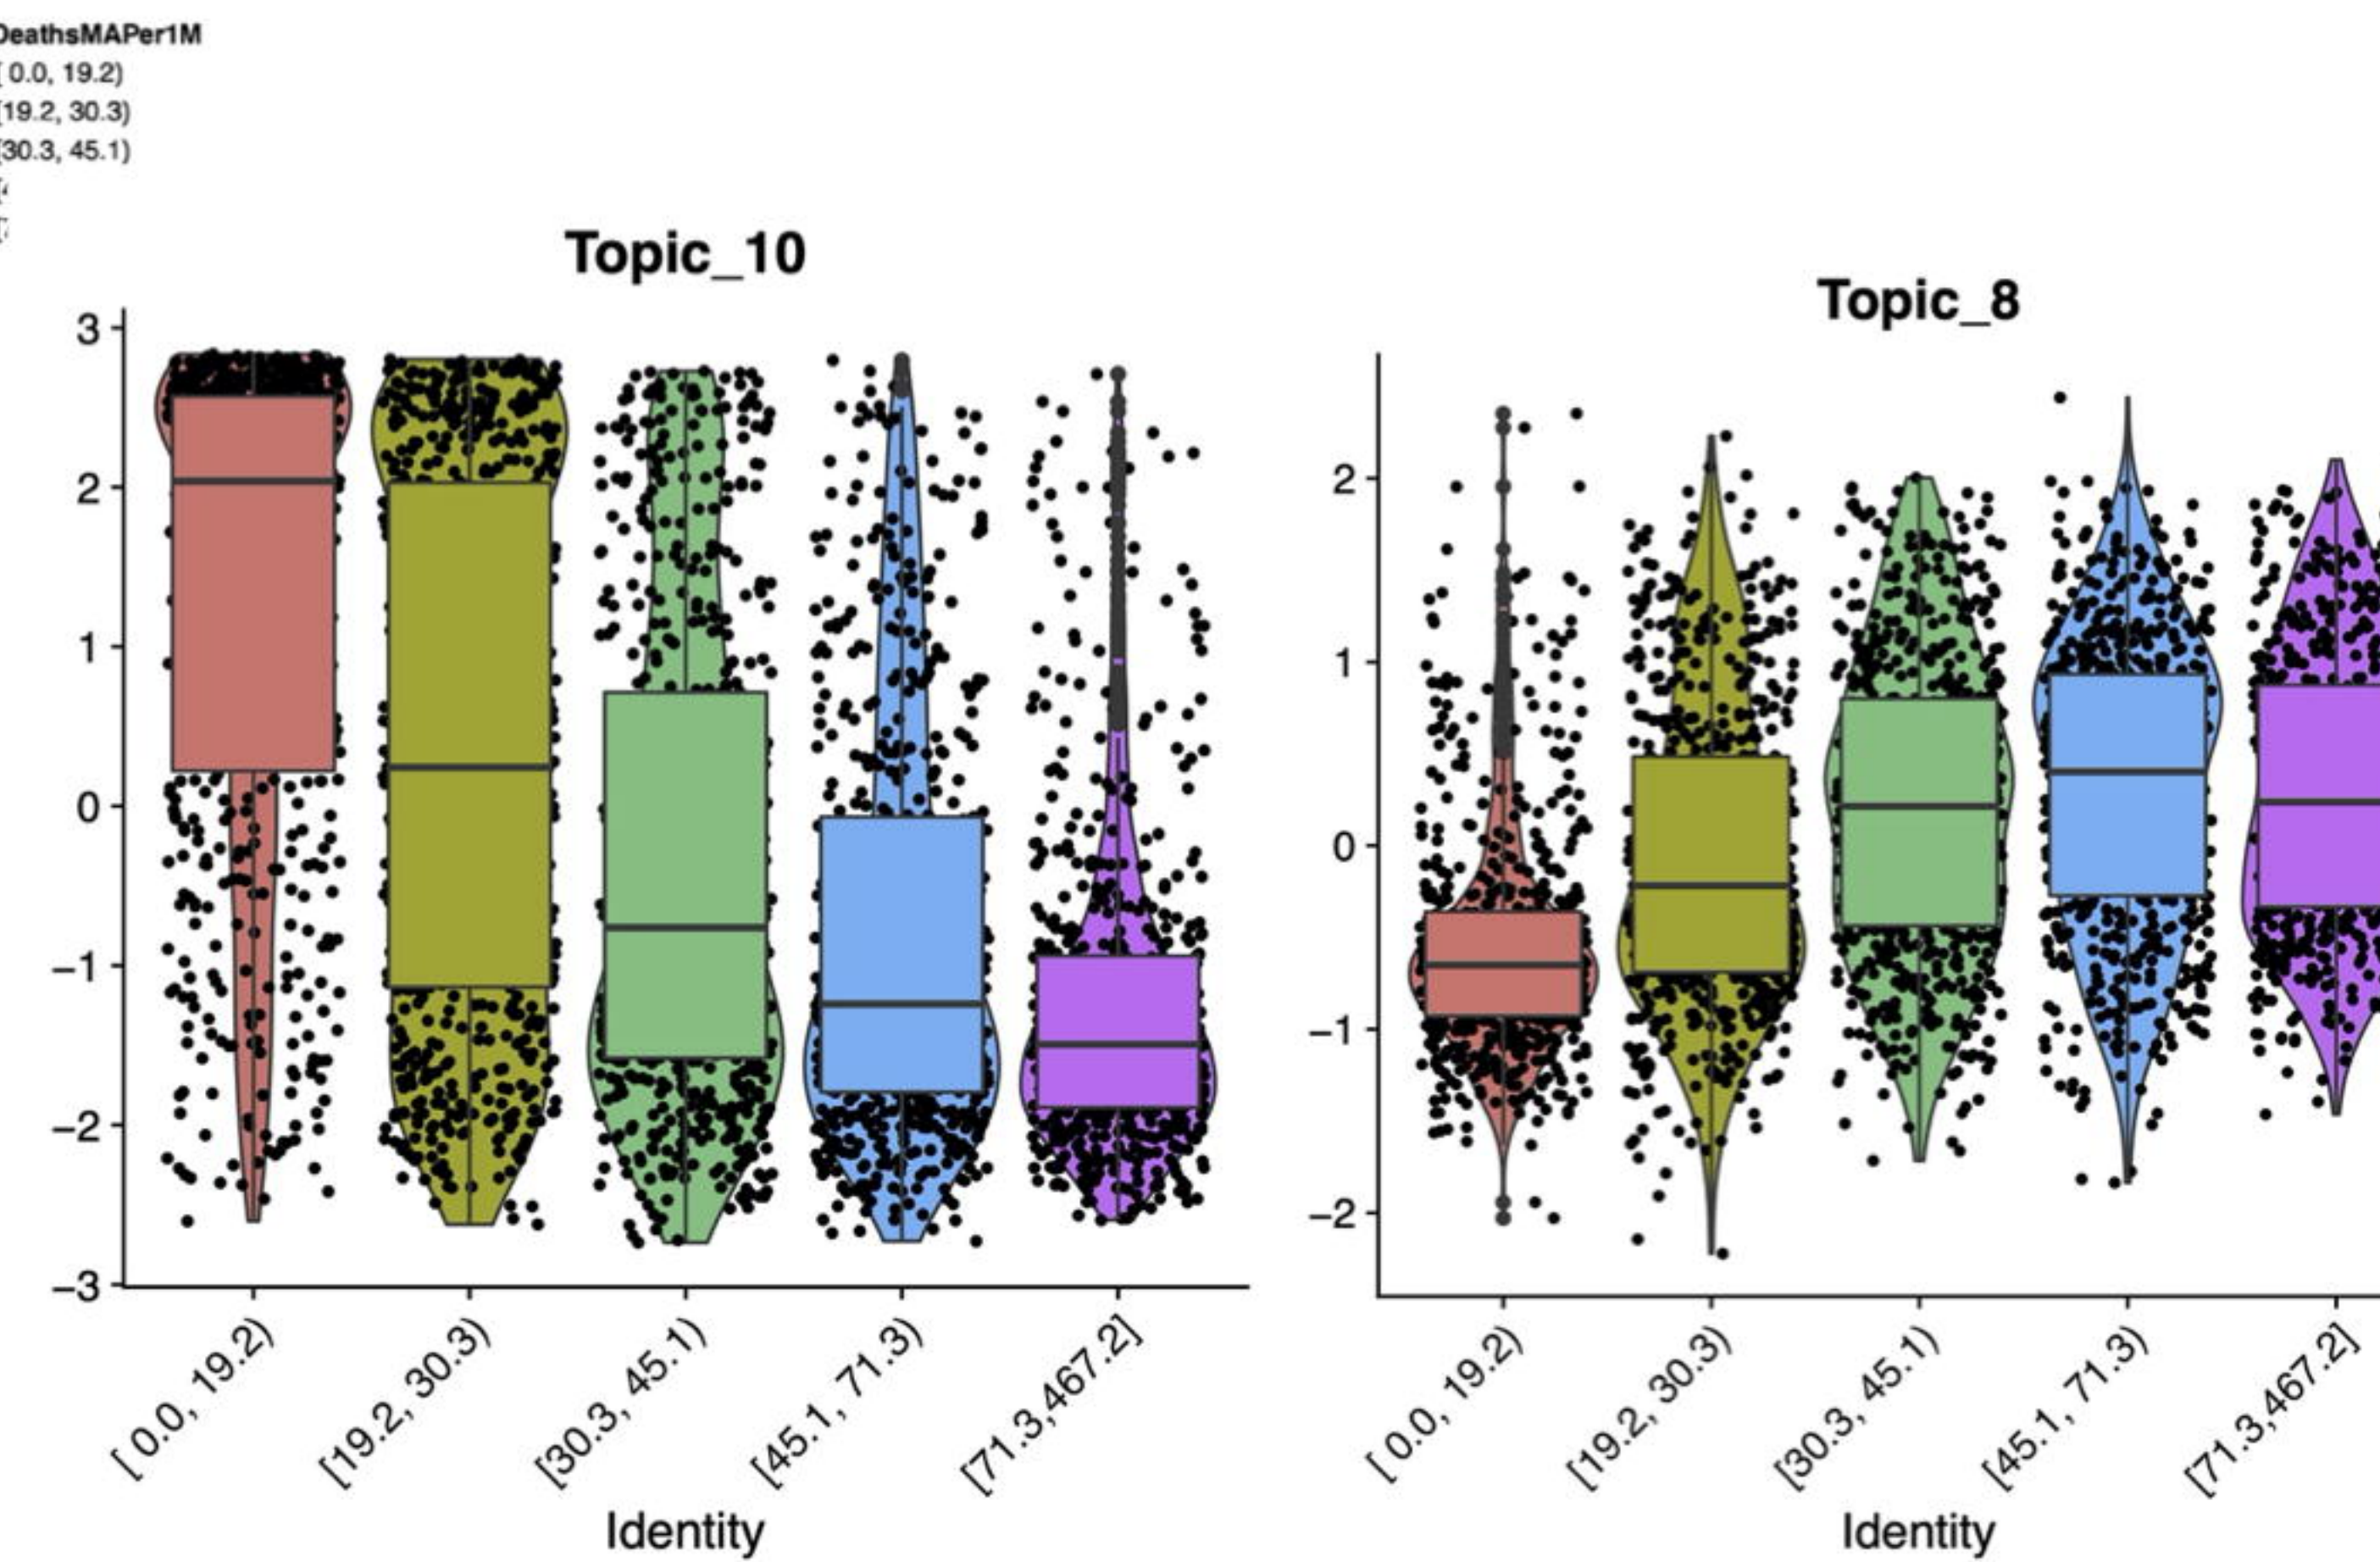 DeathsMAPer1M
[ 0.0, 19.2)
[19.2, 30.3)
[30.3, 45.1)
Topic_10
3
2
1
0
−1
−2
−3
[ 0.0, 19.2)
[19.2, 30.3)
[30.3, 45.1)
[45.1, 71.3)
[71.3,467.2]
Identity
Topic_8
2
1
0
−1
−2
[ 0.0, 19.2)
[19.2, 30.3)
[30.3, 45.1)
[45.1, 71.3)
[71.3,467.2]
Identity